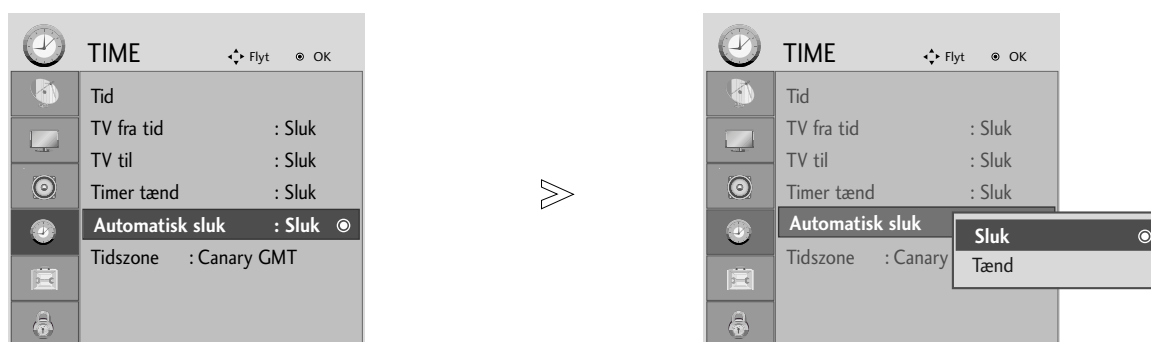 TIME Flyt OK
Tid
TV fra tid : Sluk
TV til : Sluk
Timer tænd : Sluk
Automatisk sluk : Sluk
Tidszone : Canary GMT
TIME Flyt OK
Tid
TV fra tid : Sluk
TV til : Sluk
Timer tænd : Sluk
Automatisk sluk
Tidszone : Canary
Sluk
Tænd